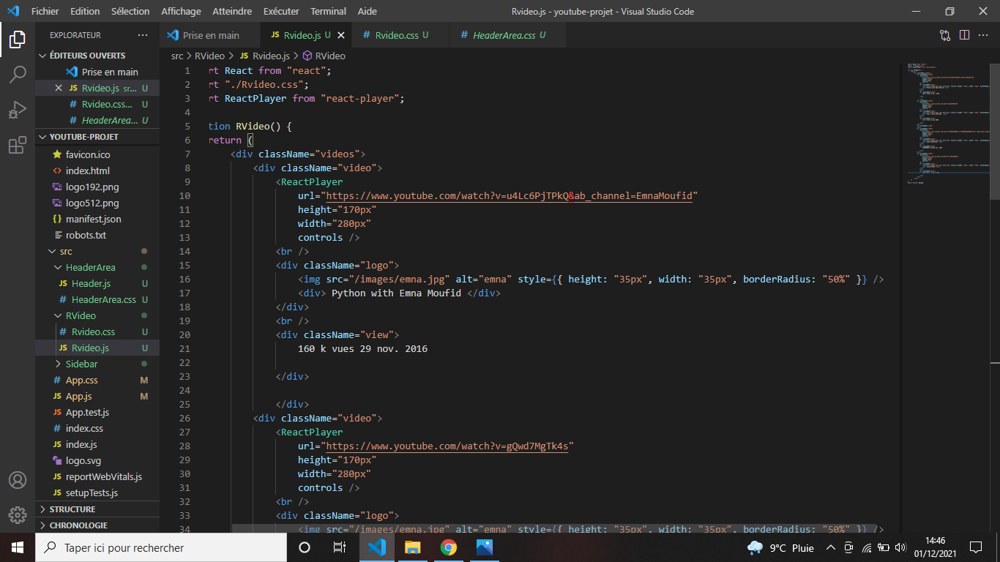 Fichier Edition Sélection Affichage Atteindre Exécuter Terminal Aide
Rvideo.js - youtube-projet - Visual Studio Code
EXPLORATEUR
ÉDITEURS OUVERTS
Prise en main
Rvideo.js sr... U
Rvideo.css... U
HeaderArea... U
YOUTUBE-PROJET
favicon.ico
index.html
logo192.png
logo512.png
manifest.json
robots.txt
src
HeaderArea
Header.js U
HeaderArea.css U
RVideo
Rvideo.css U
Rvideo.js U
Sidebar
App.css M
App.js M
App.test.js
index.css
index.js
logo.svg
reportWebVitals.js
setupTests.js
STRUCTURE
CHRONOLOGIE
Prise en main Rvideo.js U Rvideo.css U HeaderArea.css U
src > RVideo > JS Rvideo.js > RVideo
1 rt React from "react";
2 rt "./Rvideo.css";
3 rt ReactPlayer from "react-player";
4
5 tion RVideo() {
6 return (
7 <div className="videos">
8 <div className="video">
9 <ReactPlayer
10 url="https://www.youtube.com/watch?v=u4Lc6PjTPkQ&ab_channel=EmnaMoufid"
11 height="170px"
12 width="280px"
13 controls />
14 <br />
15 <div className="logo">
16 <img src="/images/emna.jpg" alt="emna" style={{ height: "35px", width: "35px", borderRadius: "50%" }} />
17 <div> Python with Emna Moufid </div>
18 </div>
19 <br />
20 <div className="view">
21 160 k vues 29 nov. 2016
22
23 </div>
24
25 </div>
26 <div className="video">
27 <ReactPlayer
28 url="https://www.youtube.com/watch?v=gQwd7MgTk4s"
29 height="170px"
30 width="280px"
31 controls />
32 <br />
33 <div className="logo">
34 <img src="/images/emna.jpg" alt="emna" style={{ height: "35px", width: "35px", borderRadius: "50%" }} />
Taper ici pour rechercher
9°C Pluie
14:46
01/12/2021